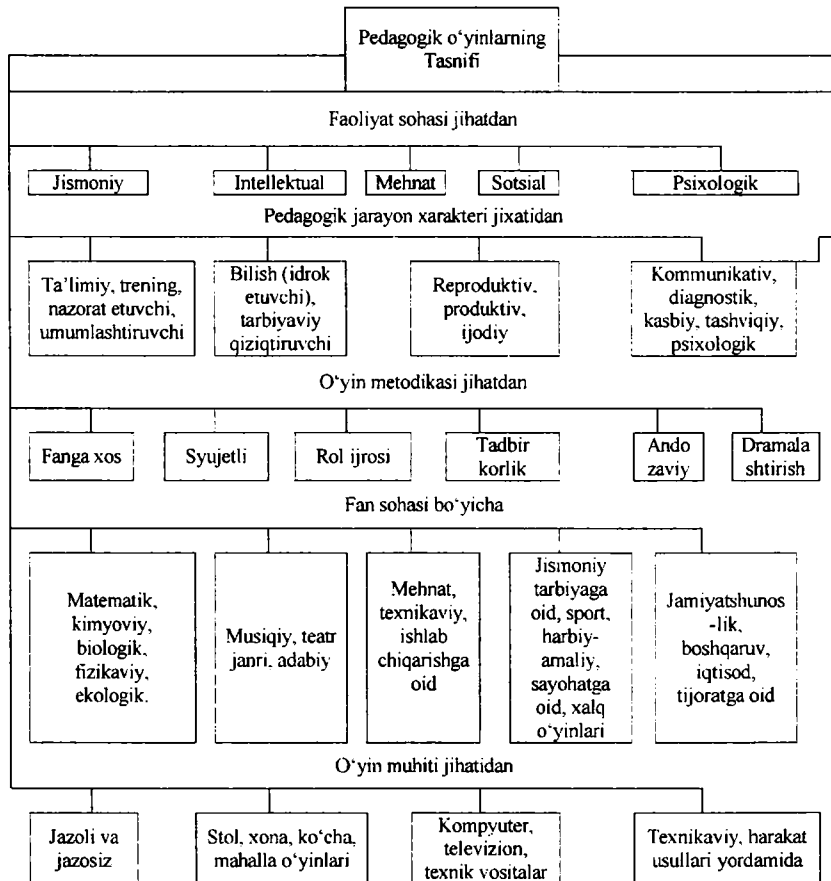 Pedagogik o‘yinlarning
Tasnifi
Faoliyat sohasi jihatdan
Jismoniy
Intellektual
Mehnat
Sotsial
Psixologik
Pedagogik jarayon xarakteri jixatidan
Ta’limiy, trening,
nazorat etuvchi,
umumlashtiruvchi
Bilish (idrok
etuvchi),
tarbiyaviy
qiziqtiruvchi
Reproduktiv,
produktiv,
ijodiy
Kommunikativ,
diagnostik,
kasbiy, tashviqiy,
psixologik
O‘yin metodikasi jihatdan
Fanga xos
Syujetli
Rol ijrosi
Tadbir
korlik
Ando
zaviy
Dramala
shtirish
Fan sohasi bo‘yicha
Matematik,
kimyoviy,
biologik,
fizikaviy,
ekologik.
Musiqiy, teatr
janri, adabiy
Mehnat,
texnikaviy,
ishlab
chiqarishga
oid
Jismoniy
tarbiyaga
oid, sport,
harbiy-
amaliy,
sayohatga
oid, xalq
o‘yinlari
Jamiyatshunos
-lik,
boshqaruv,
iqtisod,
tijoratga oid
O‘yin muhiti jihatidan
Jazoli va
jazosiz
Stol, xona, ko‘cha,
mahalla o‘yinlari
Kompyuter,
televizion,
texnik vositalar
Texnikaviy, harakat
usullari yordamida